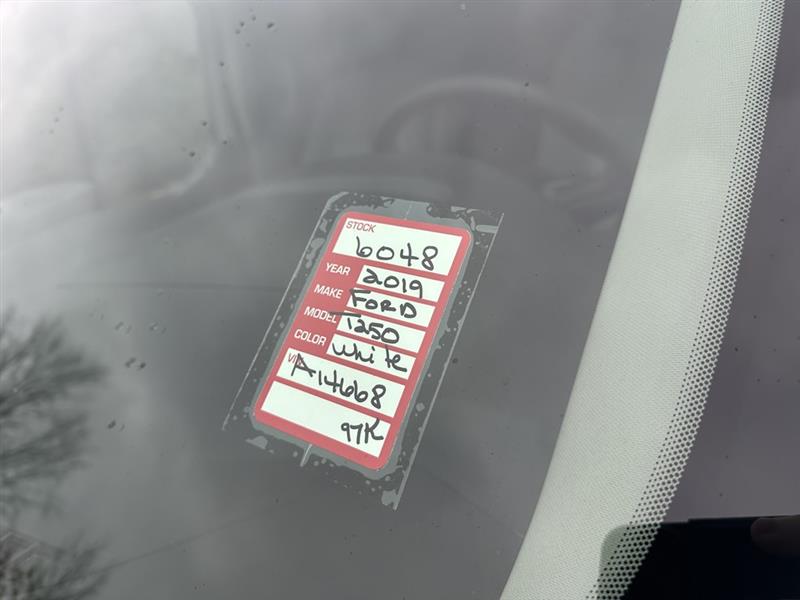 STOCK
6048
YEAR 2019
MAKE FORD
MODEL T250
COLOR White
VIN A14668
97K